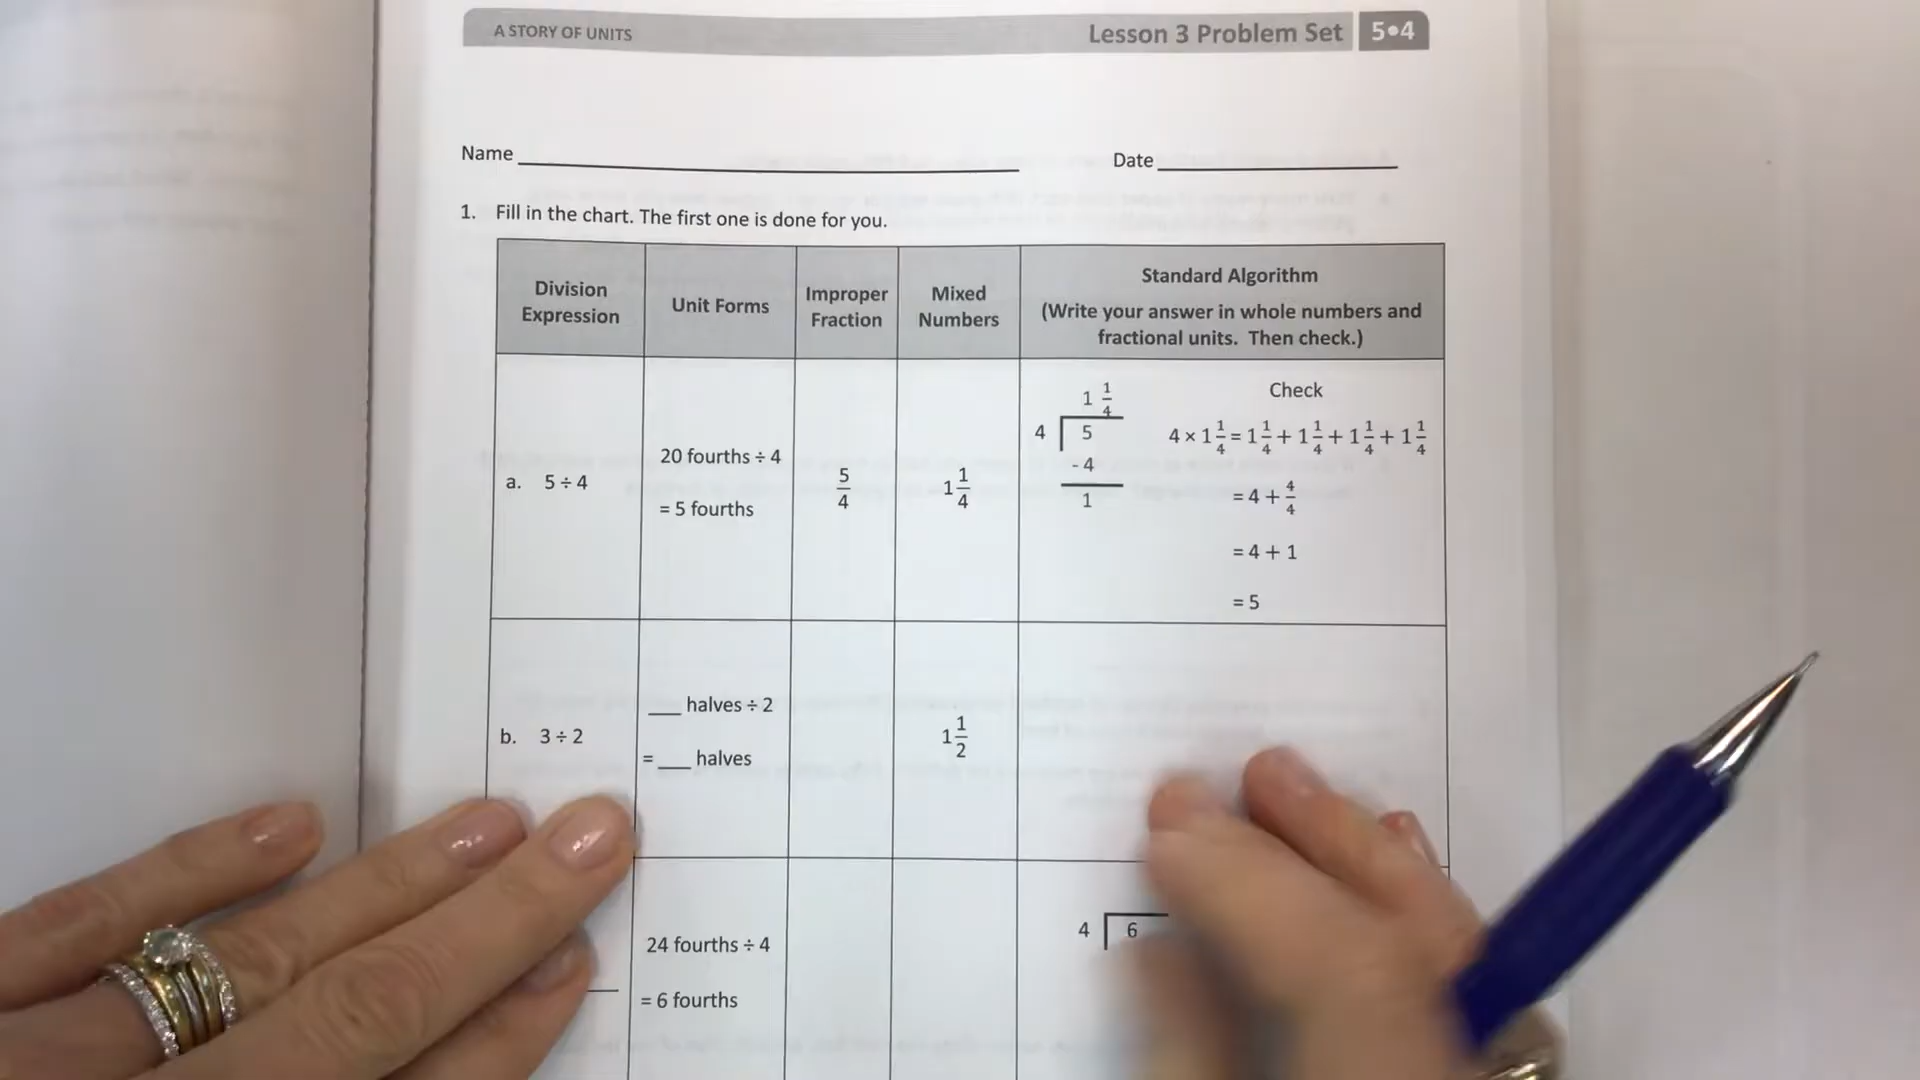 A STORY OF UNITS
Lesson 3 Problem Set 5•4
Name
Date
1. Fill in the chart. The first one is done for you.
Division Expression
Unit Forms
Improper Fraction
Mixed Numbers
Standard Algorithm
(Write your answer in whole numbers and
fractional units. Then check.)
a. 5 ÷ 4
20 fourths ÷ 4
= 5 fourths
5/4
1 1/4
1 1/4
4 5
- 4
1
Check
4 × 1 1/4 = 1 1/4 + 1 1/4 + 1 1/4 + 1 1/4
= 4 + 4/4
= 4 + 1
= 5
b. 3 ÷ 2
___ halves ÷ 2
= ___ halves
1 1/2
24 fourths ÷ 4
= 6 fourths
4 6